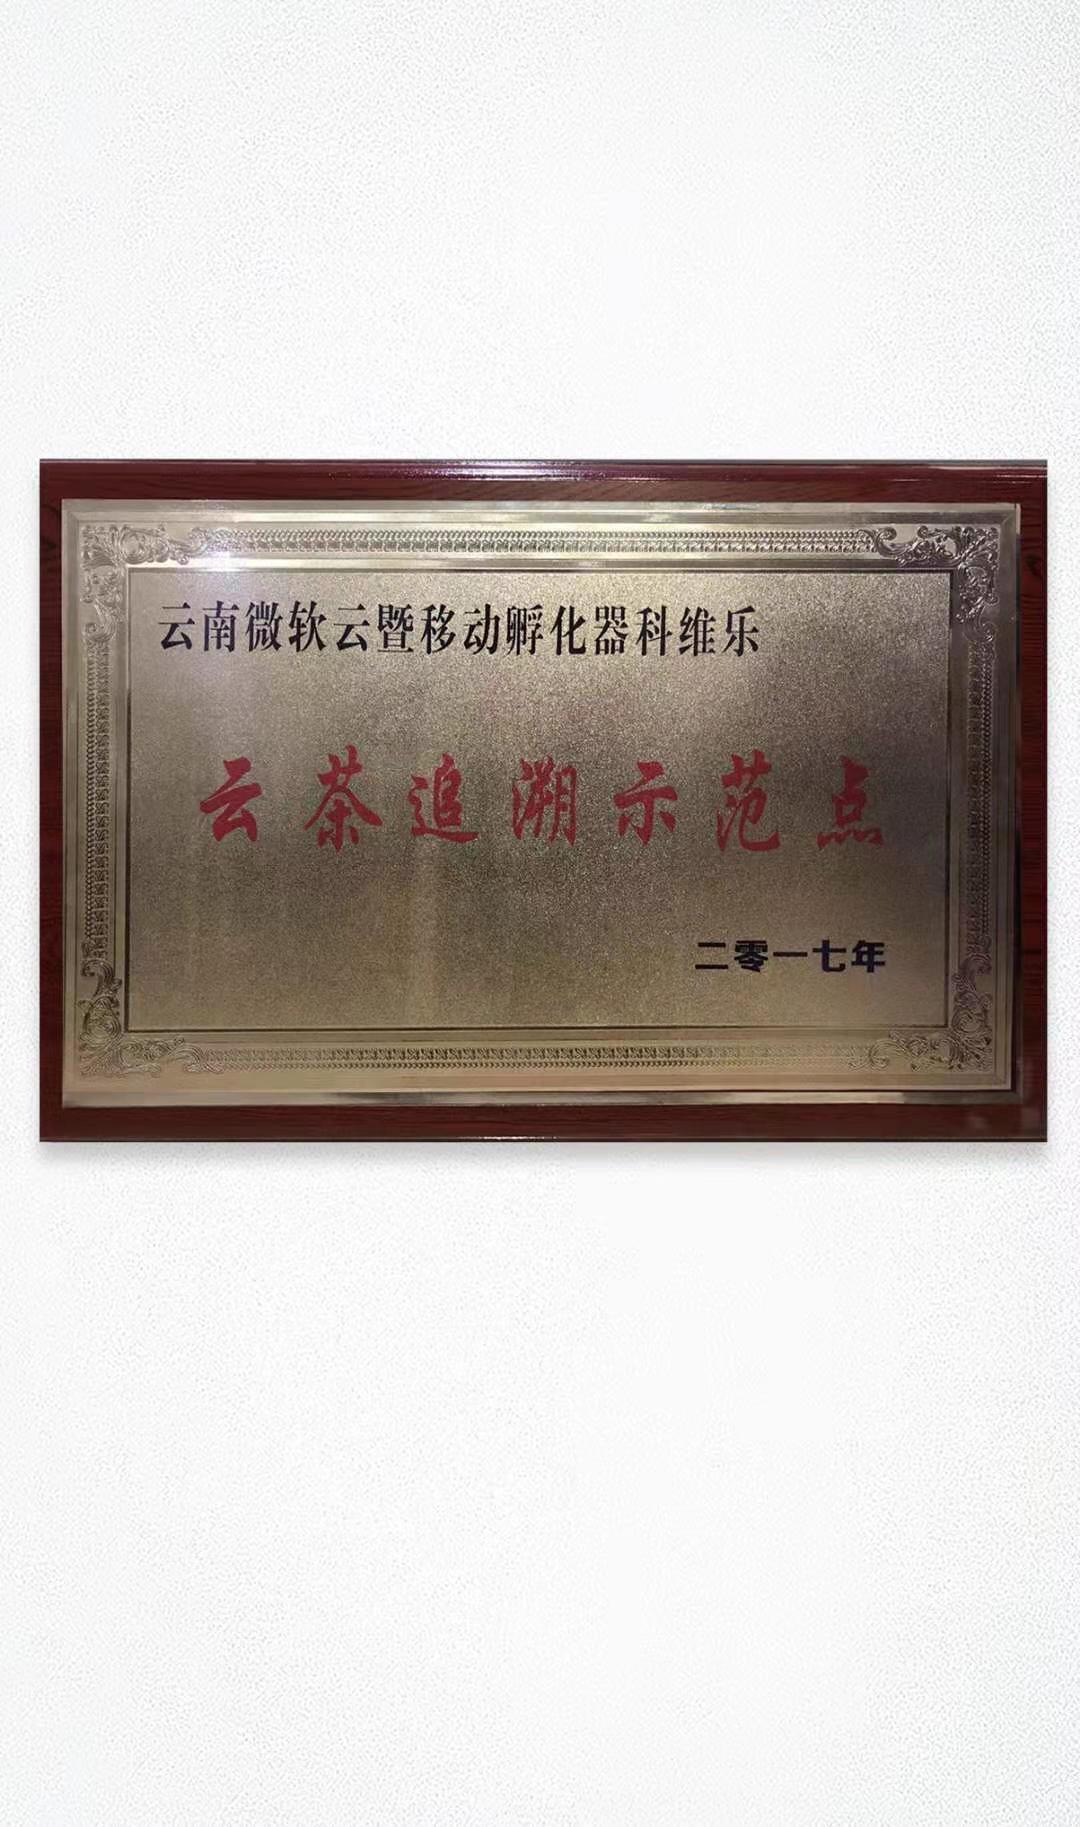 云南微软云暨移动孵化器科维乐
云茶追溯示范点
二零一七年